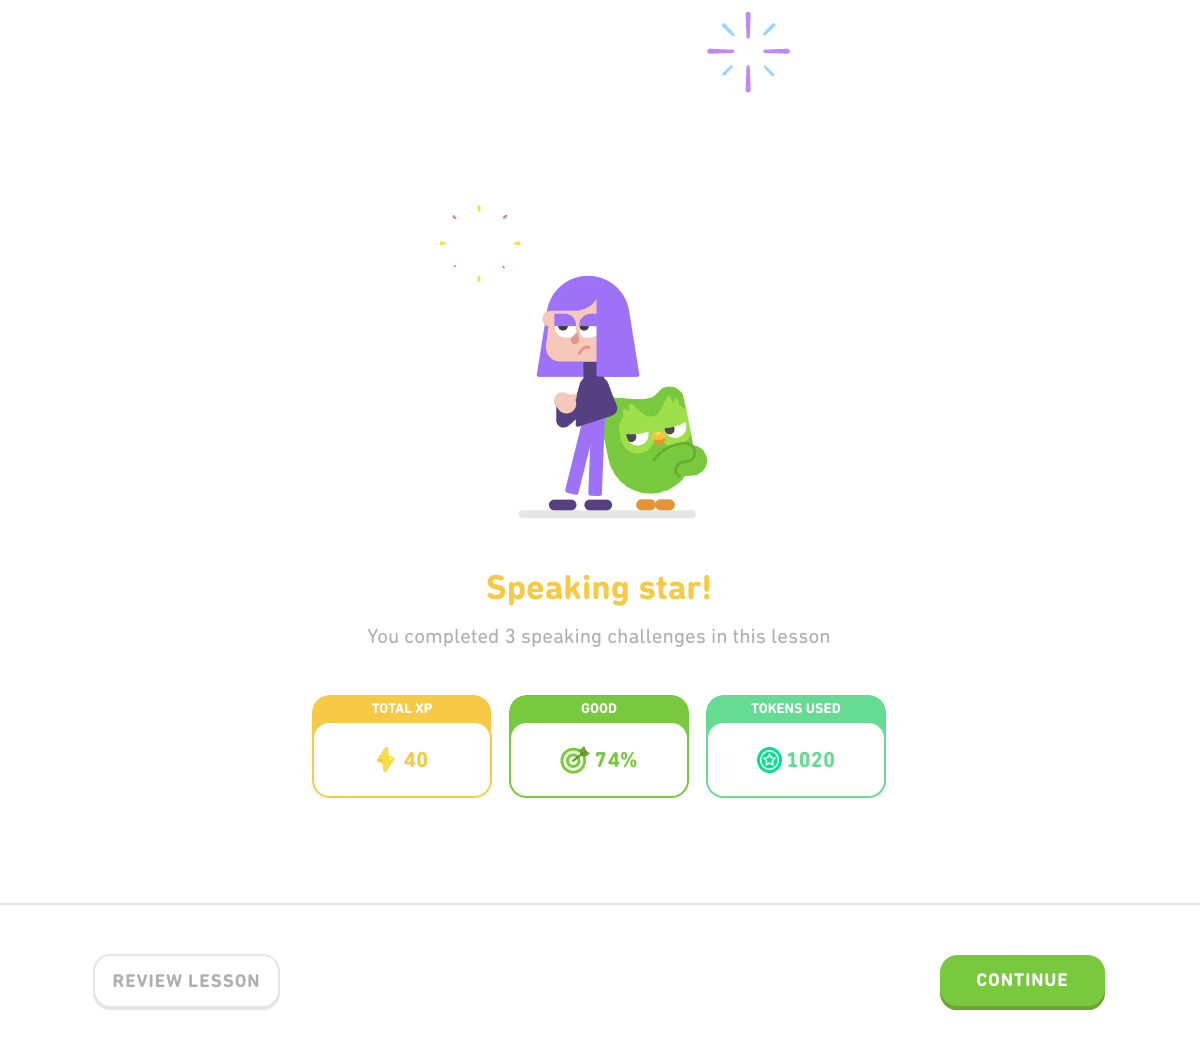 Speaking star!
You completed 3 speaking challenges in this lesson
TOTAL XP
40
GOOD
74%
TOKENS USED
1020
REVIEW LESSON
CONTINUE